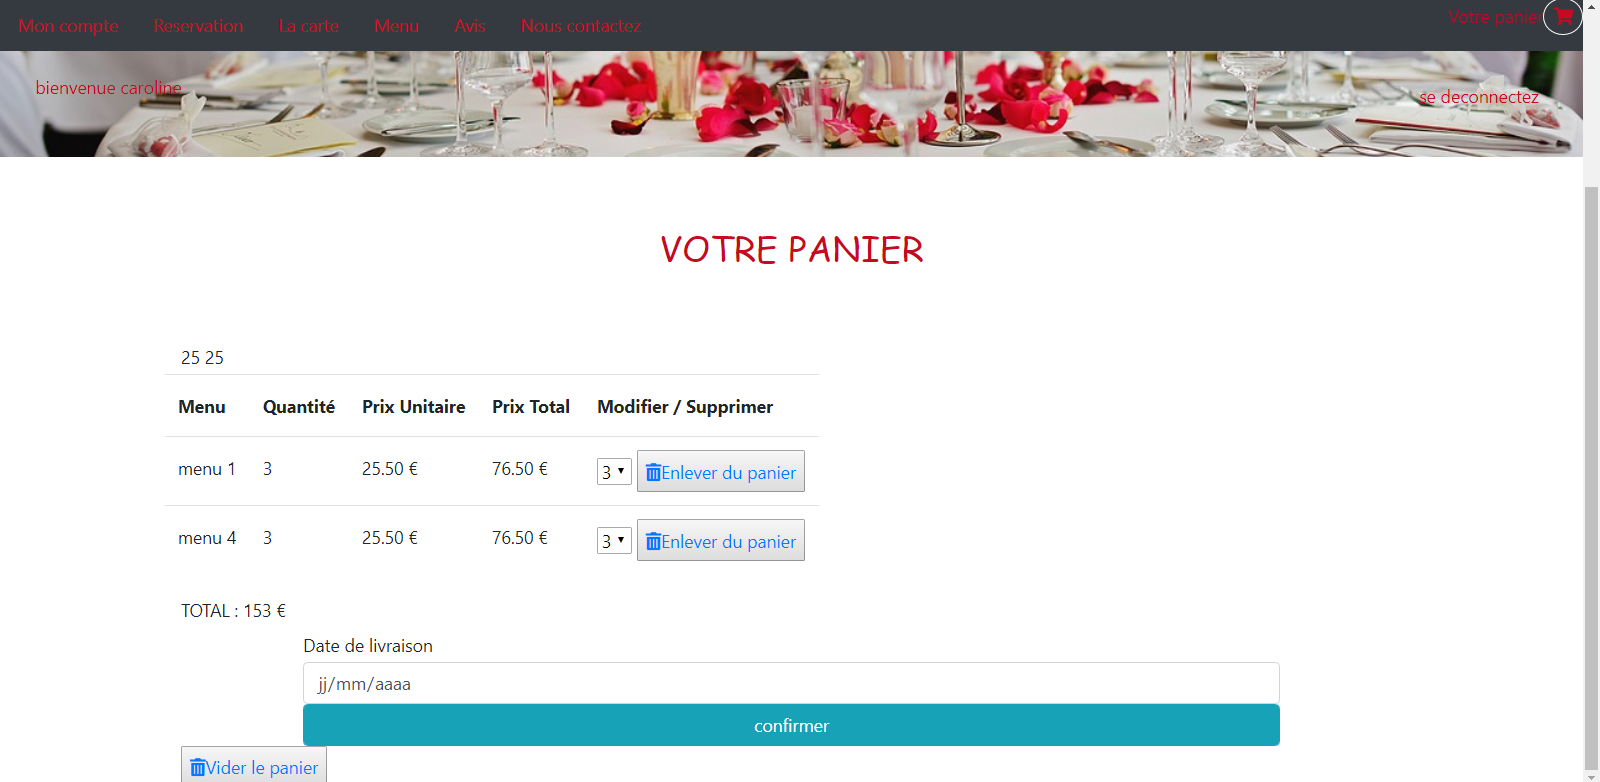 Mon compte Reservation La carte Menu Avis Nous contactez Votre panier
bienvenue caroline
se deconnectez
VOTRE PANIER
25 25
Menu Quantité Prix Unitaire Prix Total Modifier / Supprimer
menu 1 3 25.50 € 76.50 € 3 Enlever du panier
menu 4 3 25.50 € 76.50 € 3 Enlever du panier
TOTAL : 153 €
Date de livraison
jj/mm/aaaa
confirmer
Vider le panier